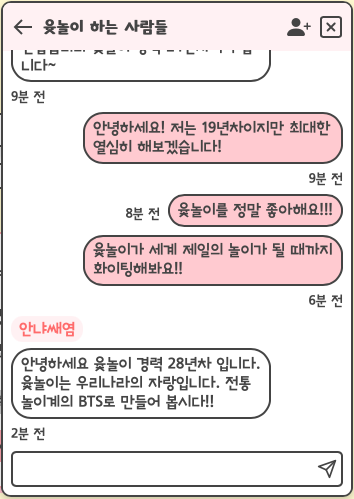 윷놀이 하는 사람들
니다~
9분 전
안녕하세요! 저는 19년차이지만 최대한
열심히 해보겠습니다!
9분 전
8분 전 윷놀이를 정말 좋아해요!!!
윷놀이가 세계 제일의 놀이가 될 때까지
화이팅해봐요!!
6분 전
안냐쌔염
안녕하세요 윷놀이 경력 28년차 입니다.
윷놀이는 우리나라의 자랑입니다. 전통
놀이계의 BTS로 만들어 봅시다!!
2분 전